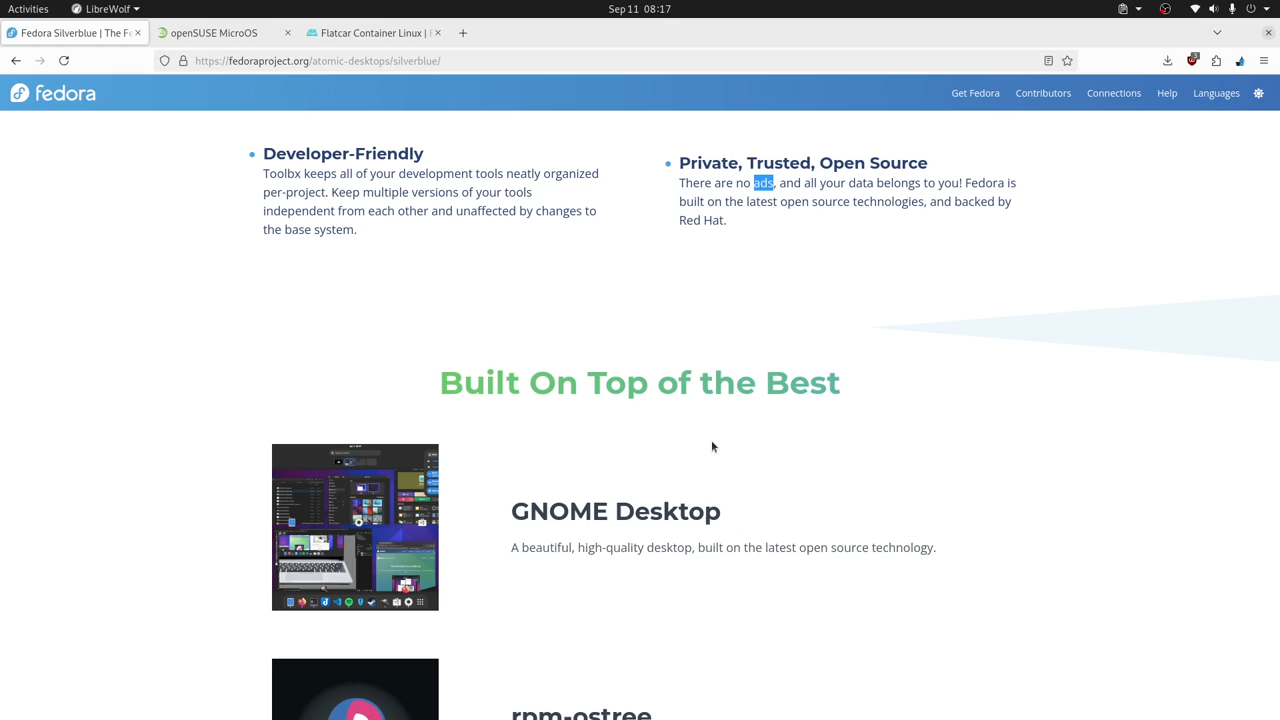 Activities
LibreWolf
Sep 11 08:17
Fedora Silverblue | The Fe
openSUSE MicroOS
Flatcar Container Linux |
https://fedoraproject.org/atomic-desktops/silverblue/
3
fedora
Get Fedora
Contributors
Connections
Help
Languages
Developer-Friendly
Toolbx keeps all of your development tools neatly organized
per-project. Keep multiple versions of your tools
independent from each other and unaffected by changes to
the base system.
Private, Trusted, Open Source
There are no ads, and all your data belongs to you! Fedora is
built on the latest open source technologies, and backed by
Red Hat.
Built On Top of the Best
GNOME Desktop
A beautiful, high-quality desktop, built on the latest open source technology.
rpm-ostree